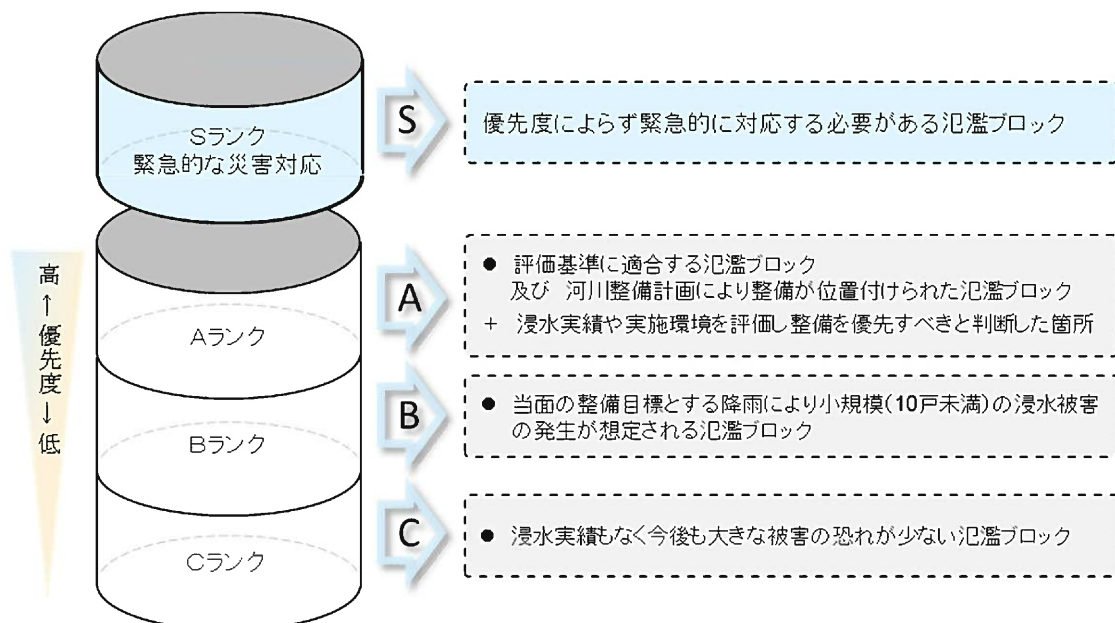 Sランク
緊急的な災害対応
S
優先度によらず緊急的に対応する必要がある氾濫ブロック
高
↑
優先度
↓
低
Aランク
A
● 評価基準に適合する氾濫ブロック
及び 河川整備計画により整備が位置付けられた氾濫ブロック
+ 浸水実績や実施環境を評価し整備を優先すべきと判断した箇所
Bランク
B
● 当面の整備目標とする降雨により小規模(10戸未満)の浸水被害
の発生が想定される氾濫ブロック
Cランク
C
● 浸水実績もなく今後も大きな被害の恐れが少ない氾濫ブロック